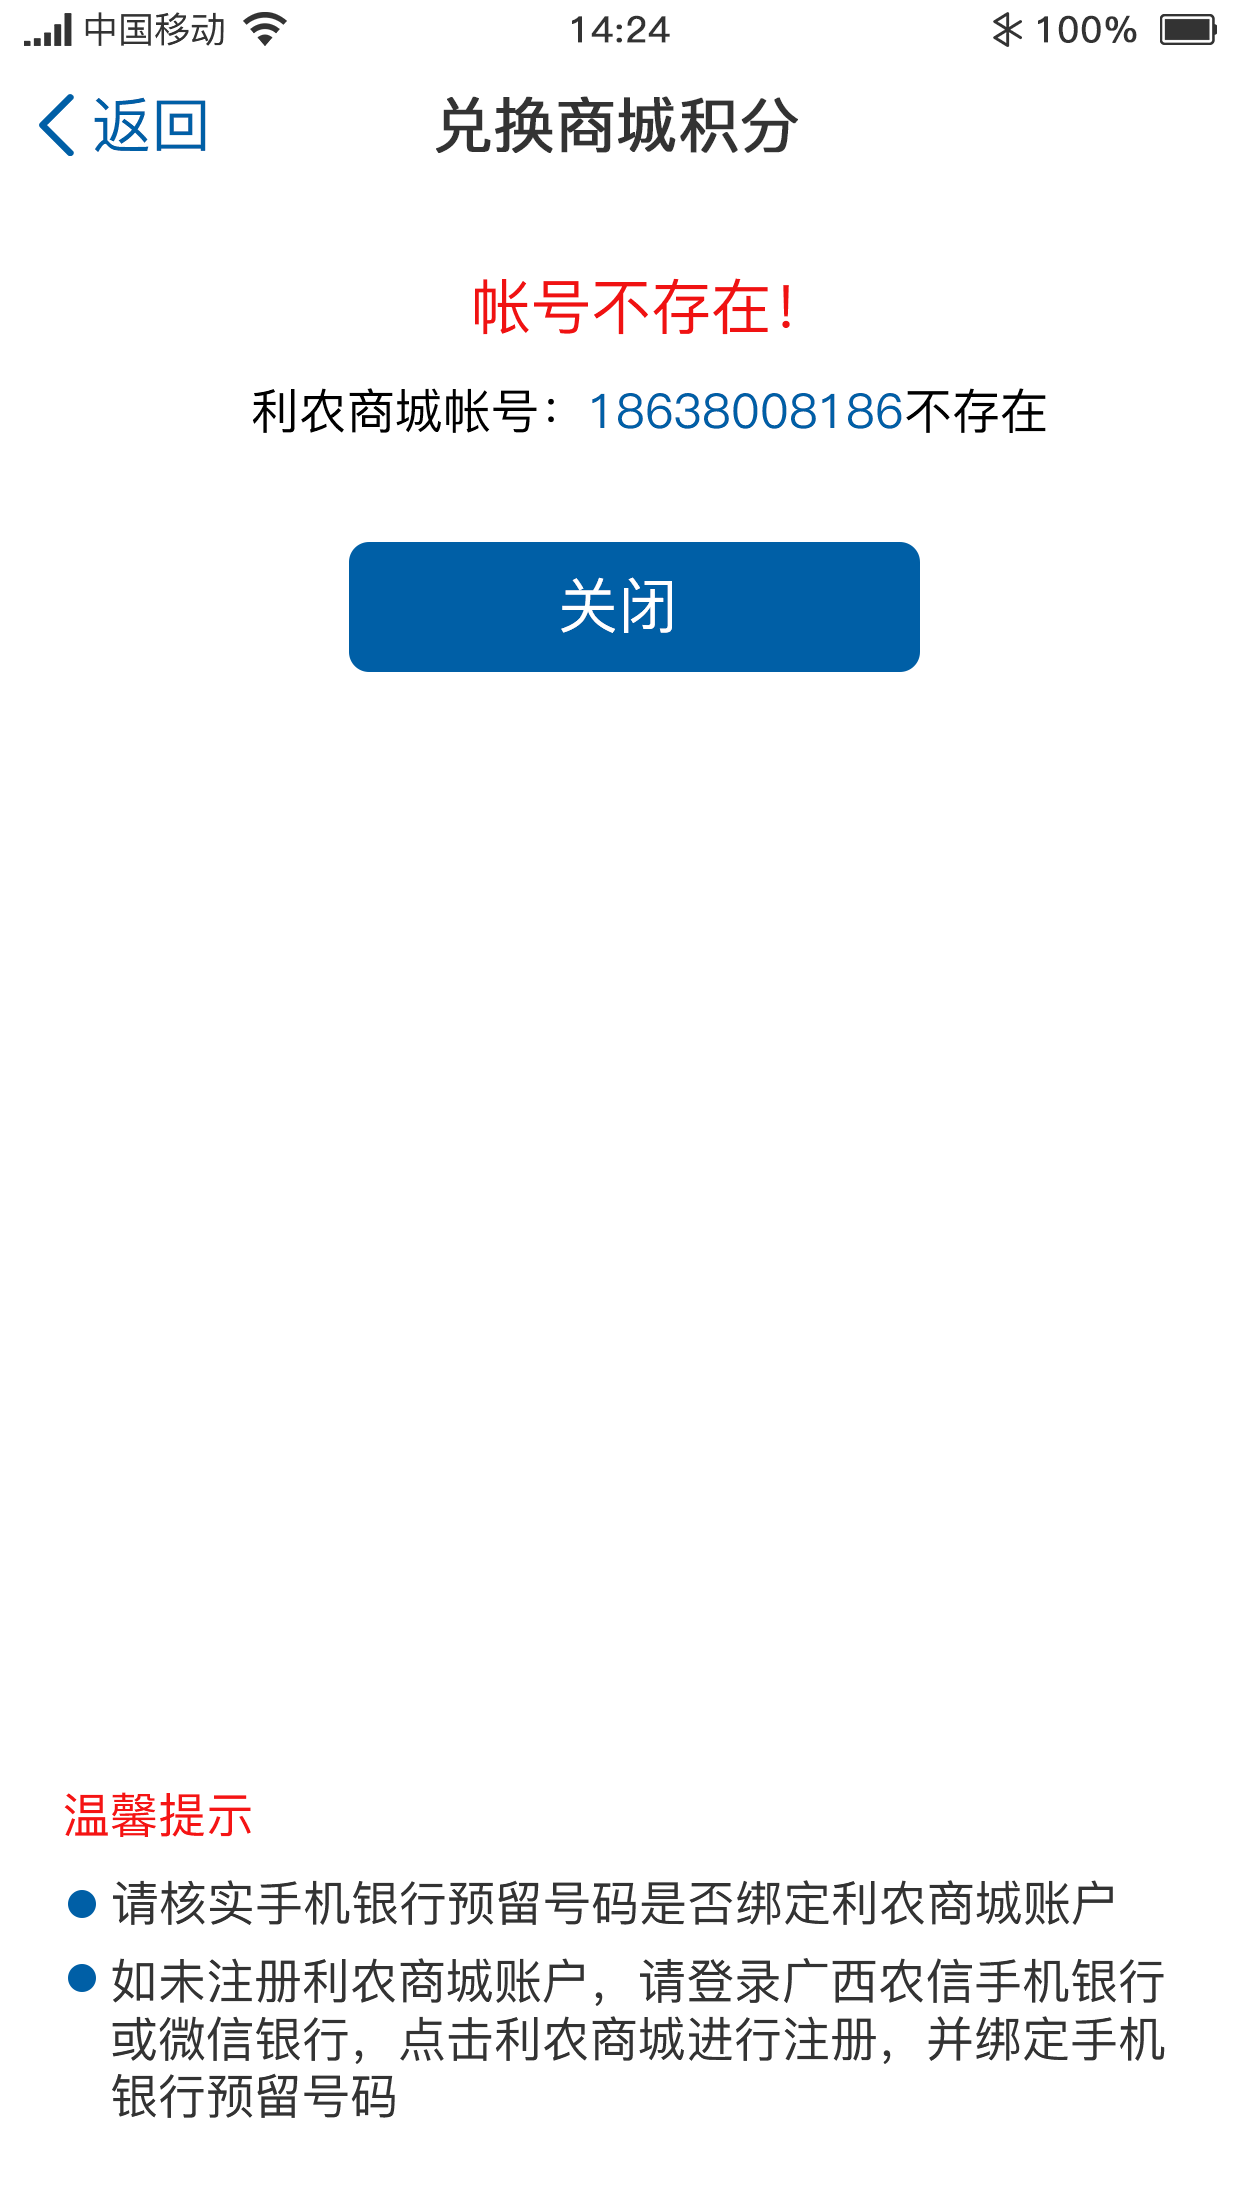 中国移动 14:24 100%
返回 兑换商城积分
帐号不存在！
利农商城帐号：18638008186不存在
关闭
温馨提示
请核实手机银行预留号码是否绑定利农商城账户
如未注册利农商城账户，请登录广西农信手机银行
或微信银行，点击利农商城进行注册，并绑定手机
银行预留号码